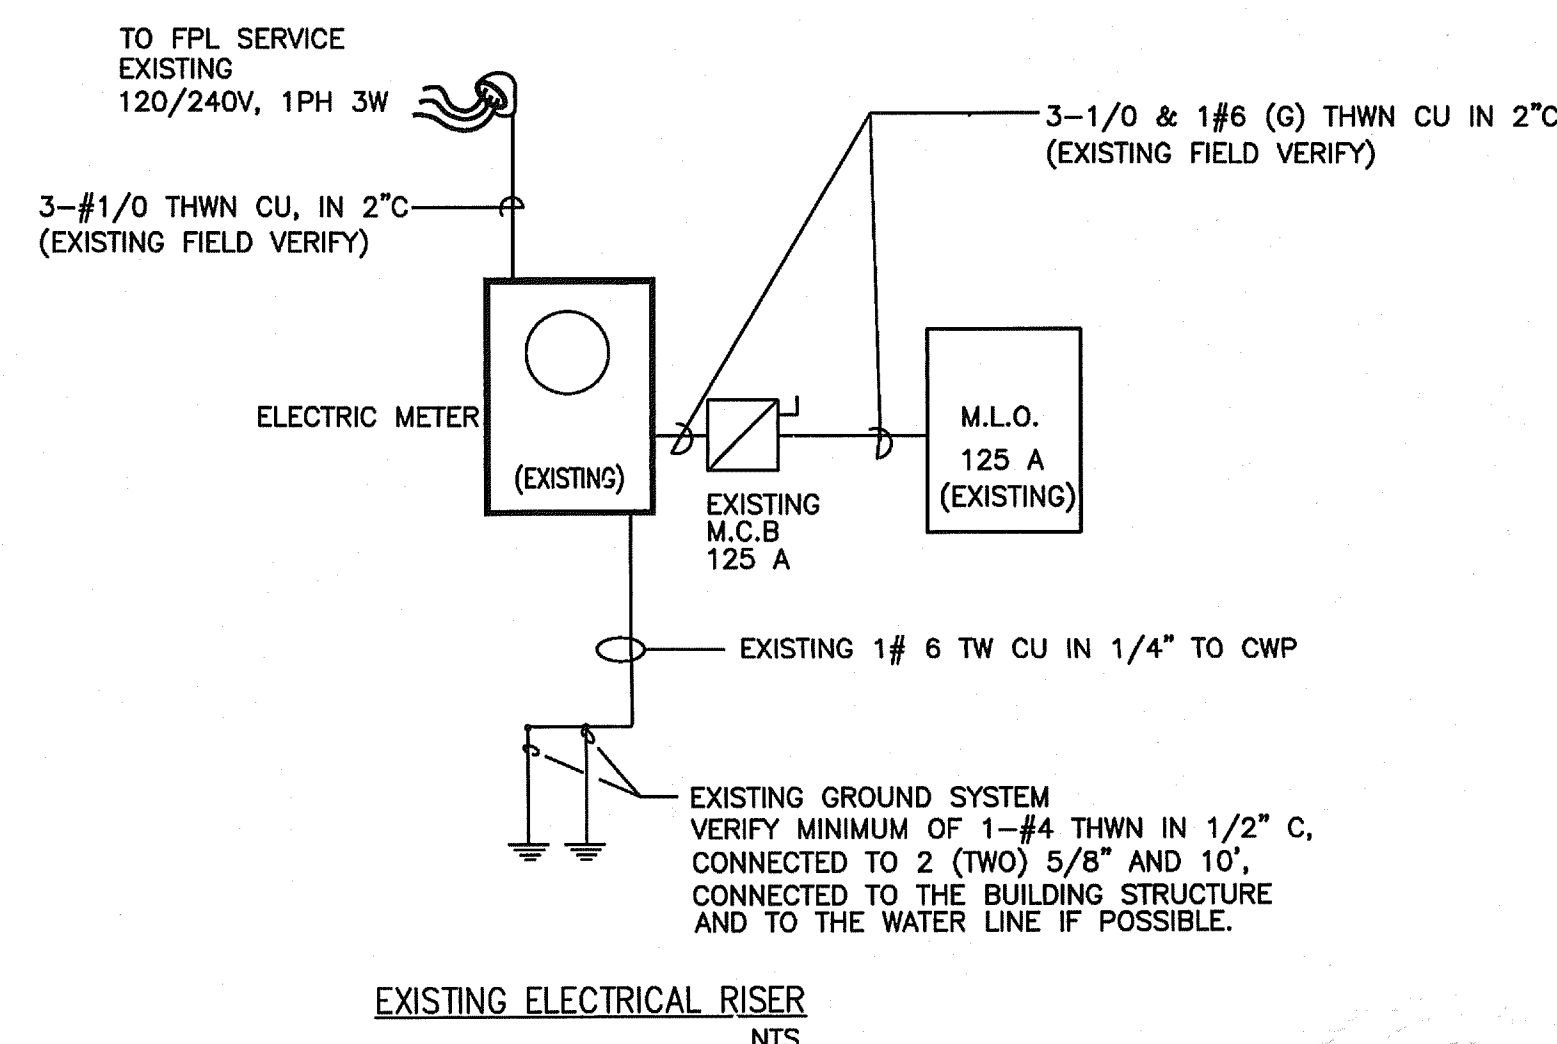 TO FPL SERVICE
EXISTING
120/240V, 1PH 3W
3-1/0 & 1#6 (G) THWN CU IN 2"C
(EXISTING FIELD VERIFY)
3-#1/0 THWN CU, IN 2"C
(EXISTING FIELD VERIFY)
ELECTRIC METER
(EXISTING)
M.L.O.
125 A
(EXISTING)
EXISTING
M.C.B
125 A
EXISTING 1# 6 TW CU IN 1/4" TO CWP
EXISTING GROUND SYSTEM
VERIFY MINIMUM OF 1-#4 THWN IN 1/2" C,
CONNECTED TO 2 (TWO) 5/8" AND 10',
CONNECTED TO THE BUILDING STRUCTURE
AND TO THE WATER LINE IF POSSIBLE.
EXISTING ELECTRICAL RISER
NTS